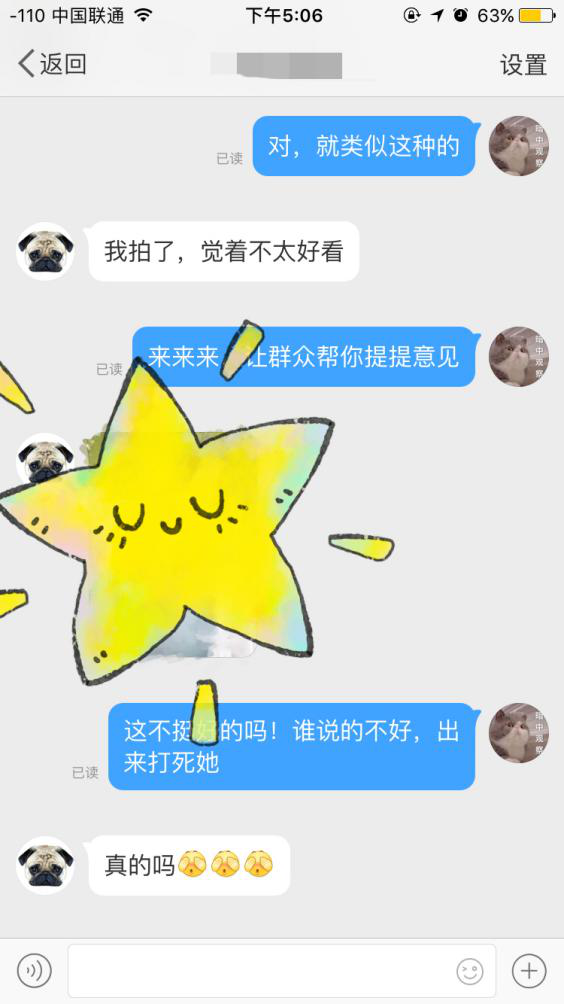 -110 中国联通 下午5:06 63%
返回 设置
对，就类似这种的
已读
暗中观察
我拍了，觉着不太好看
来来来 让群众帮你提提意见
已读
暗中观察
这不挺好的吗！谁说的不好，出
来打死她
已读
暗中观察
真的吗